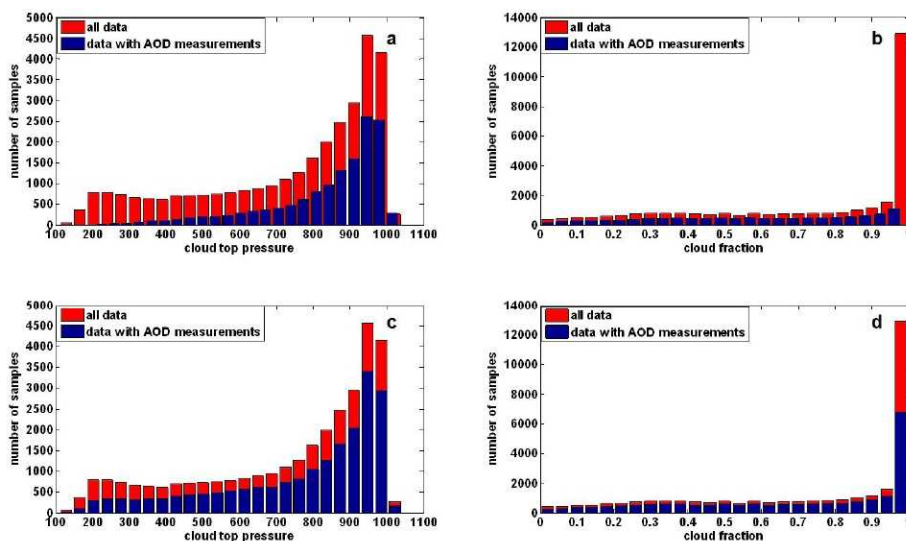 a
all data
data with AOD measurements
number of samples
5000
4500
4000
3500
3000
2500
2000
1500
1000
500
0
100 200 300 400 500 600 700 800 900 1000 1100
cloud top pressure
b
all data
data with AOD measurements
number of samples
14000
12000
10000
8000
6000
4000
2000
0
0 0.1 0.2 0.3 0.4 0.5 0.6 0.7 0.8 0.9 1
cloud fraction
c
all data
data with AOD measurements
number of samples
5000
4500
4000
3500
3000
2500
2000
1500
1000
500
0
100 200 300 400 500 600 700 800 900 1000 1100
cloud top pressure
d
all data
data with AOD measurements
number of samples
14000
12000
10000
8000
6000
4000
2000
0
0 0.1 0.2 0.3 0.4 0.5 0.6 0.7 0.8 0.9
cloud fraction